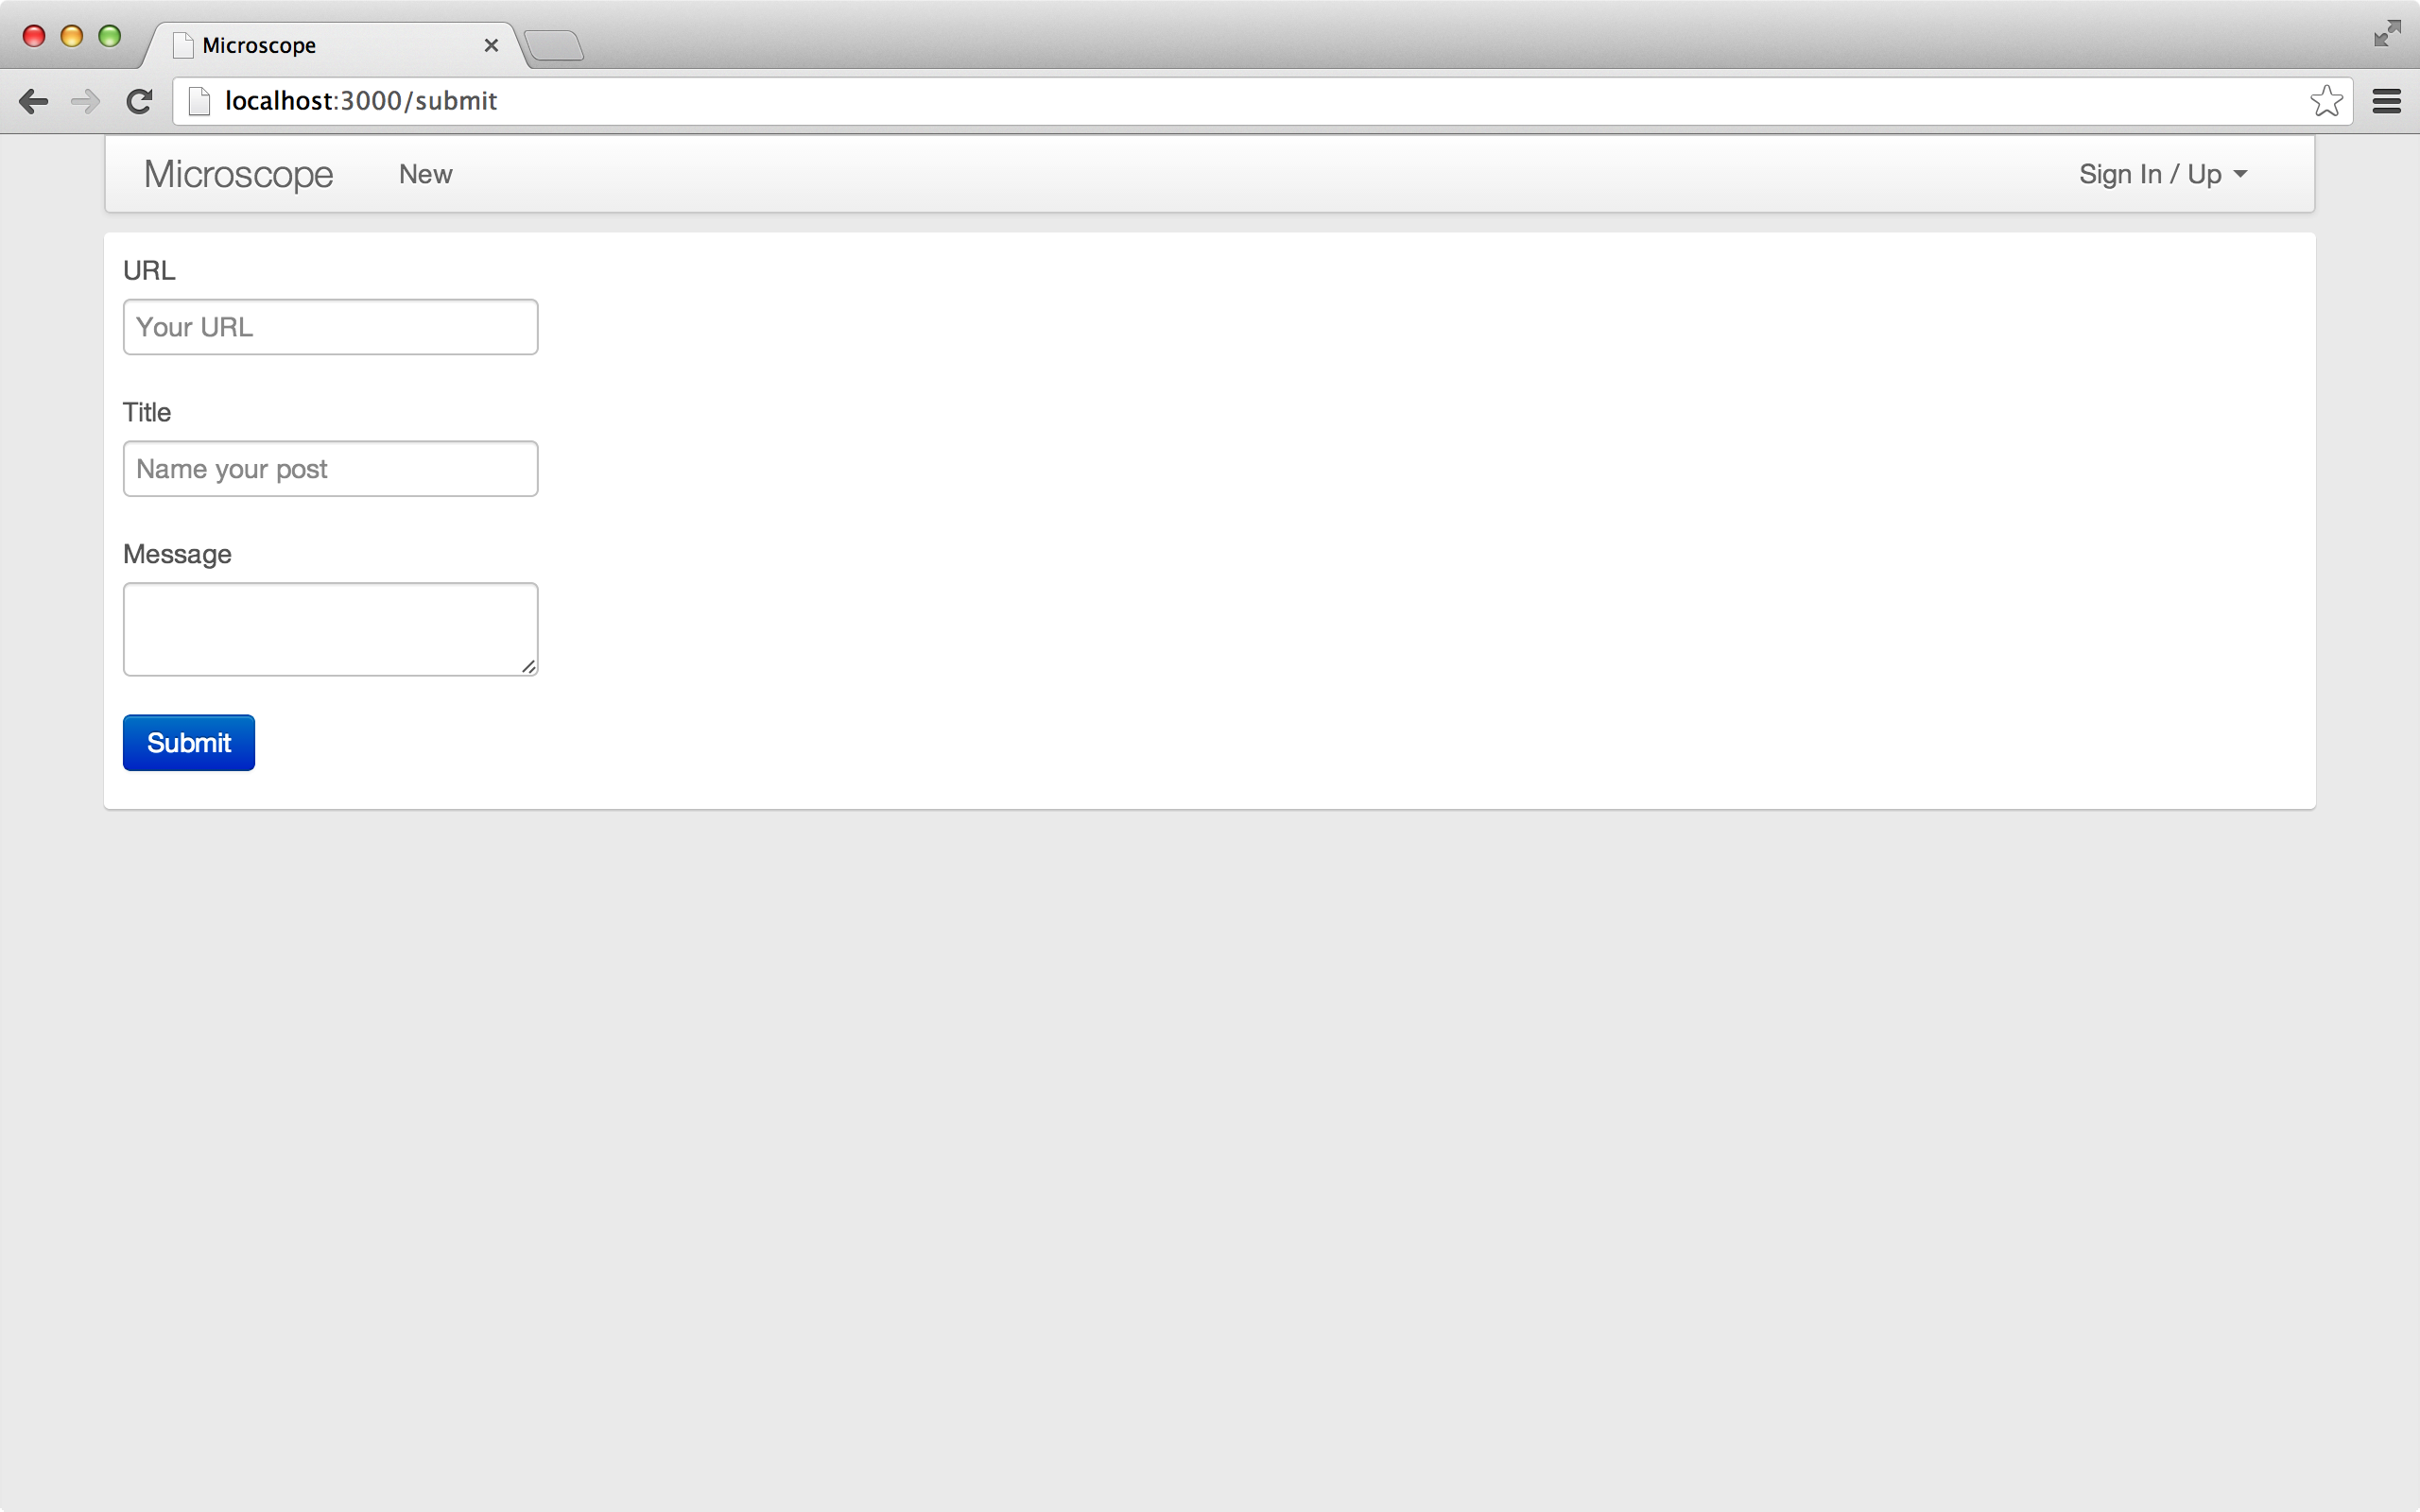 Microscope
localhost:3000/submit
Microscope New Sign In / Up
URL
Your URL
Title
Name your post
Message
Submit